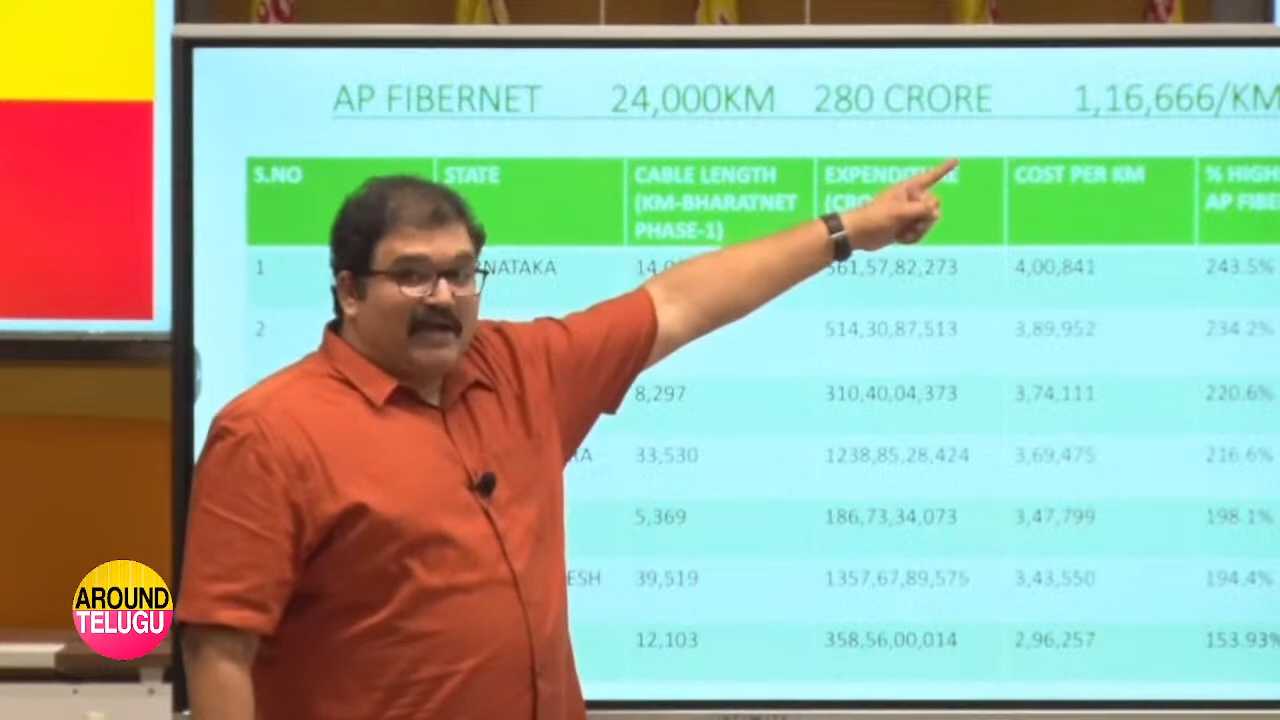 AP FIBERNET 24,000KM 280 CRORE 1,16,666/KM
S.NO STATE CABLE LENGTH (KM-BHARATNET PHASE-1) COST PER KM % HIGH
AP FIBE
1 NATAKA 561,57,82,273 4,00,841 243.5%
2 514,30,87,513 3,89,952 234.2%
8,297 310,40,04,373 3,74,111 220.6%
RA 33,530 1238,85,28,424 3,69,475 216.6%
5,369 186,73,34,073 3,47,799 198.1%
ESH 39,519 1357,67,89,575 3,43,550 194.4%
12,103 358,56,00,014 2,96,257 153.93%
AROUND
TELUGU